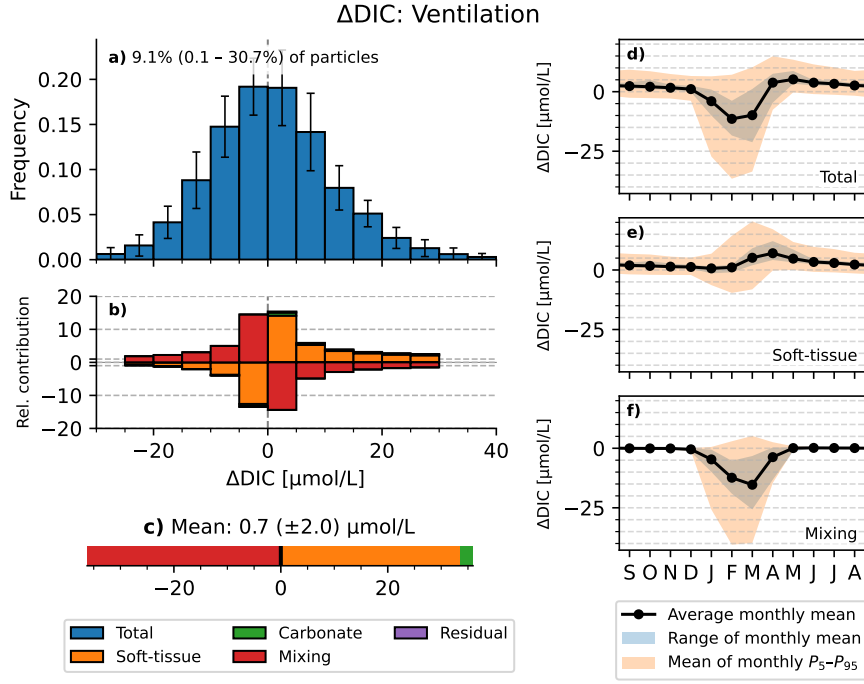 ΔDIC: Ventilation
a) 9.1% (0.1 – 30.7%) of particles
Frequency
0.20
0.15
0.10
0.05
0.00
b)
Rel. contribution
20
10
0
−10
−20
−20
0
20
40
ΔDIC [μmol/L]
c) Mean: 0.7 (±2.0) μmol/L
−20
0
20
Total
Soft-tissue
Carbonate
Mixing
Residual
d)
ΔDIC [μmol/L]
0
−25
Total
e)
ΔDIC [μmol/L]
0
−25
Soft-tissue
f)
ΔDIC [μmol/L]
0
−25
Mixing
S O N D J F M A M J J A
Average monthly mean
Range of monthly mean
Mean of monthly P5–P95